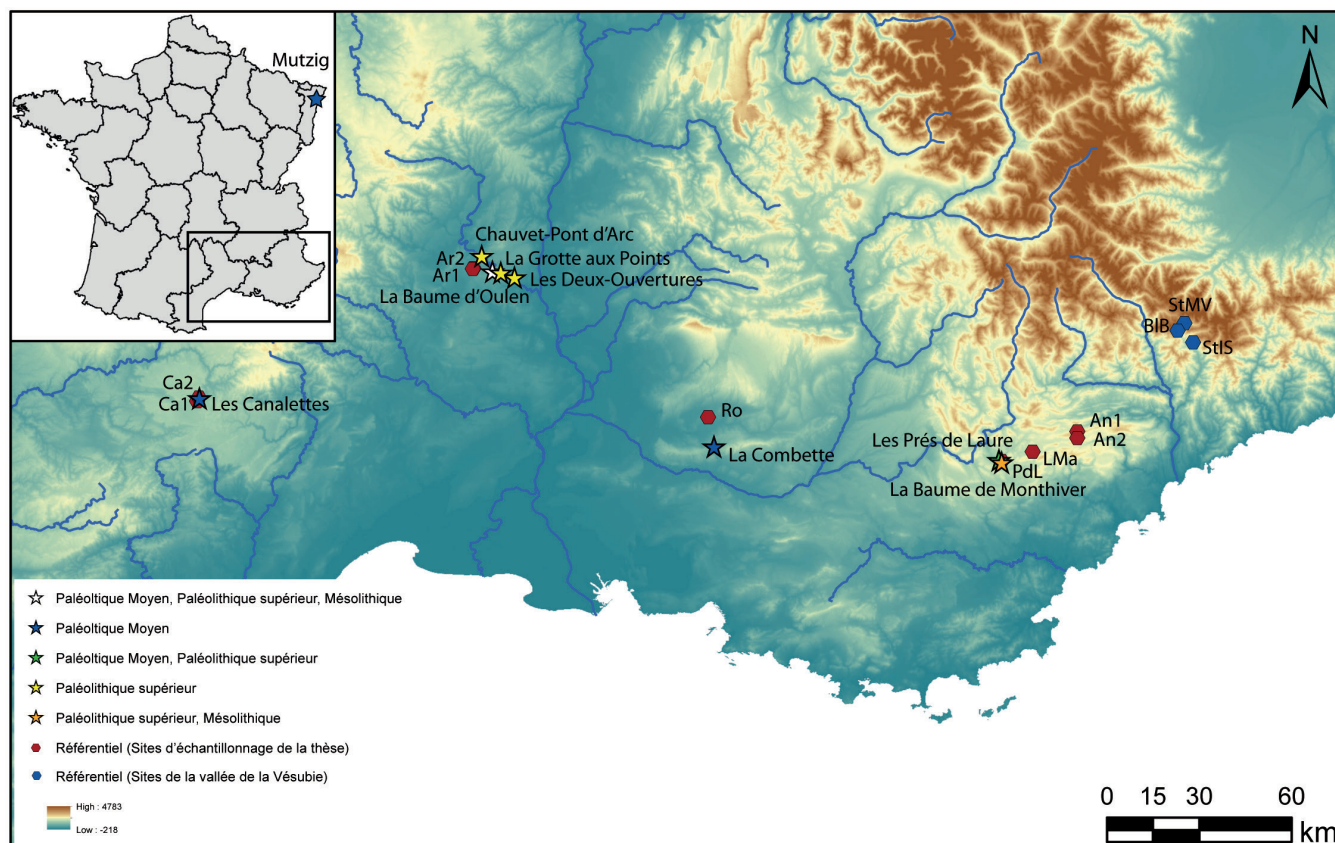 Mutzig
N
Chauvet-Pont d'Arc
Ar2
La Grotte aux Points
Ar1
Les Deux-Ouvertures
La Baume d'Oulen
StMV
BlB
StIS
Ca2
Ca1
Les Canalettes
Ro
La Combette
An1
An2
Les Prés de Laure
LMa
PdL
La Baume de Monthiver
Paléoltique Moyen, Paléolithique supérieur, Mésolithique
Paléoltique Moyen
Paléoltique Moyen, Paléolithique supérieur
Paléolithique supérieur
Paléolithique supérieur, Mésolithique
Référentiel (Sites d'échantillonnage de la thèse)
Référentiel (Sites de la vallée de la Vésubie)
High : 4783
Low : -218
0 15 30 60
km